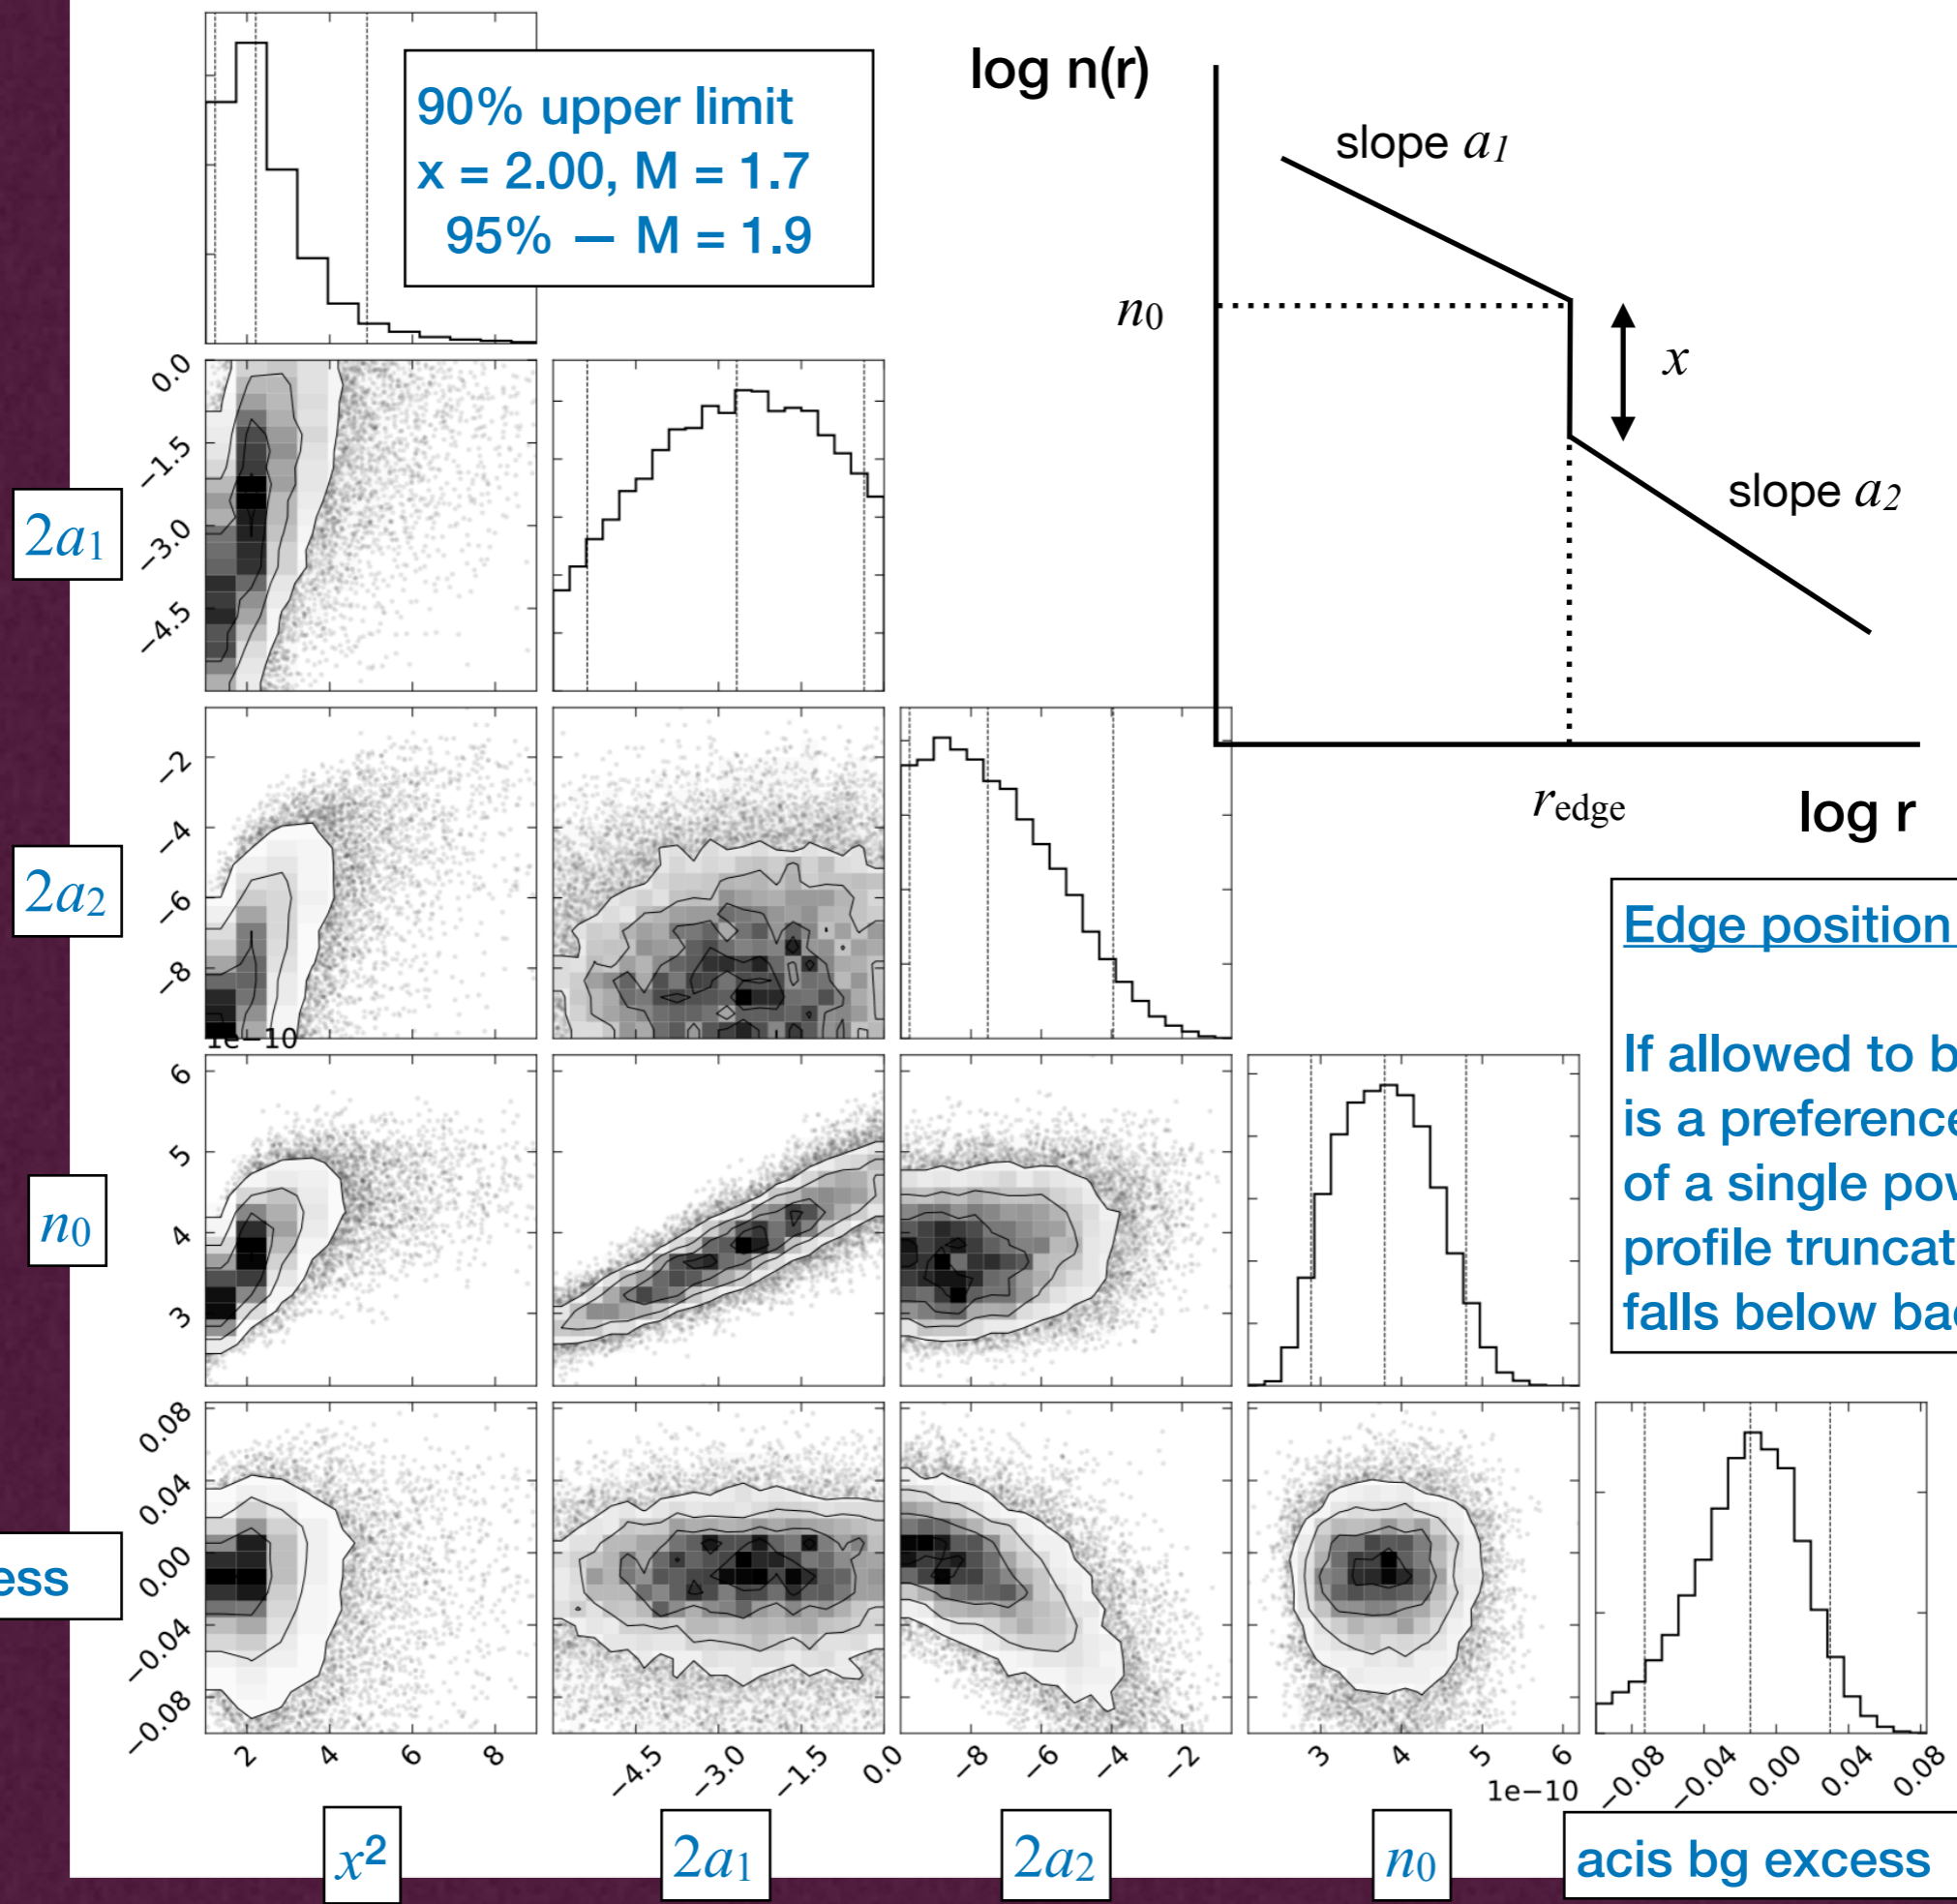 90% upper limit
x = 2.00, M = 1.7
95% — M = 1.9
log n(r)
slope a1
n0
x
slope a2
redge
log r
0.0
−1.5
−3.0
−4.5
2a1
−2
−4
−6
−8
2a2
1e−10
6
5
4
3
n0
Edge position
If allowed to b
is a preference
of a single pow
profile truncat
falls below bac
0.08
0.04
0.00
−0.04
−0.08
ess
2 4 6 8
−4.5 −3.0 −1.5 0.0
−8 −6 −4 −2
3 4 5 6
1e−10
−0.08 −0.04 0.00 0.04 0.08
x² 2a1 2a2 n0 acis bg excess